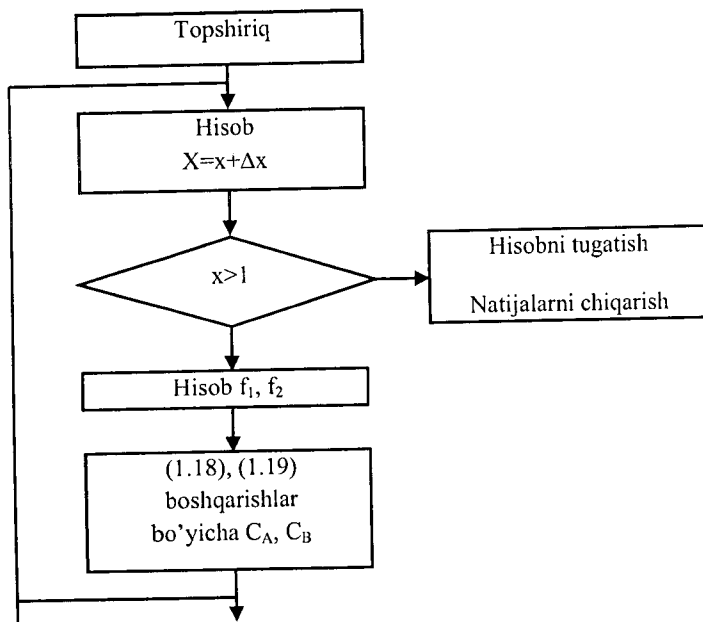 Topshiriq
Hisob
X=x+Δx
x>1
Hisobni tugatish
Natijalarni chiqarish
Hisob f₁, f₂
(1.18), (1.19)
boshqarishlar
bo’yicha C_A, C_B